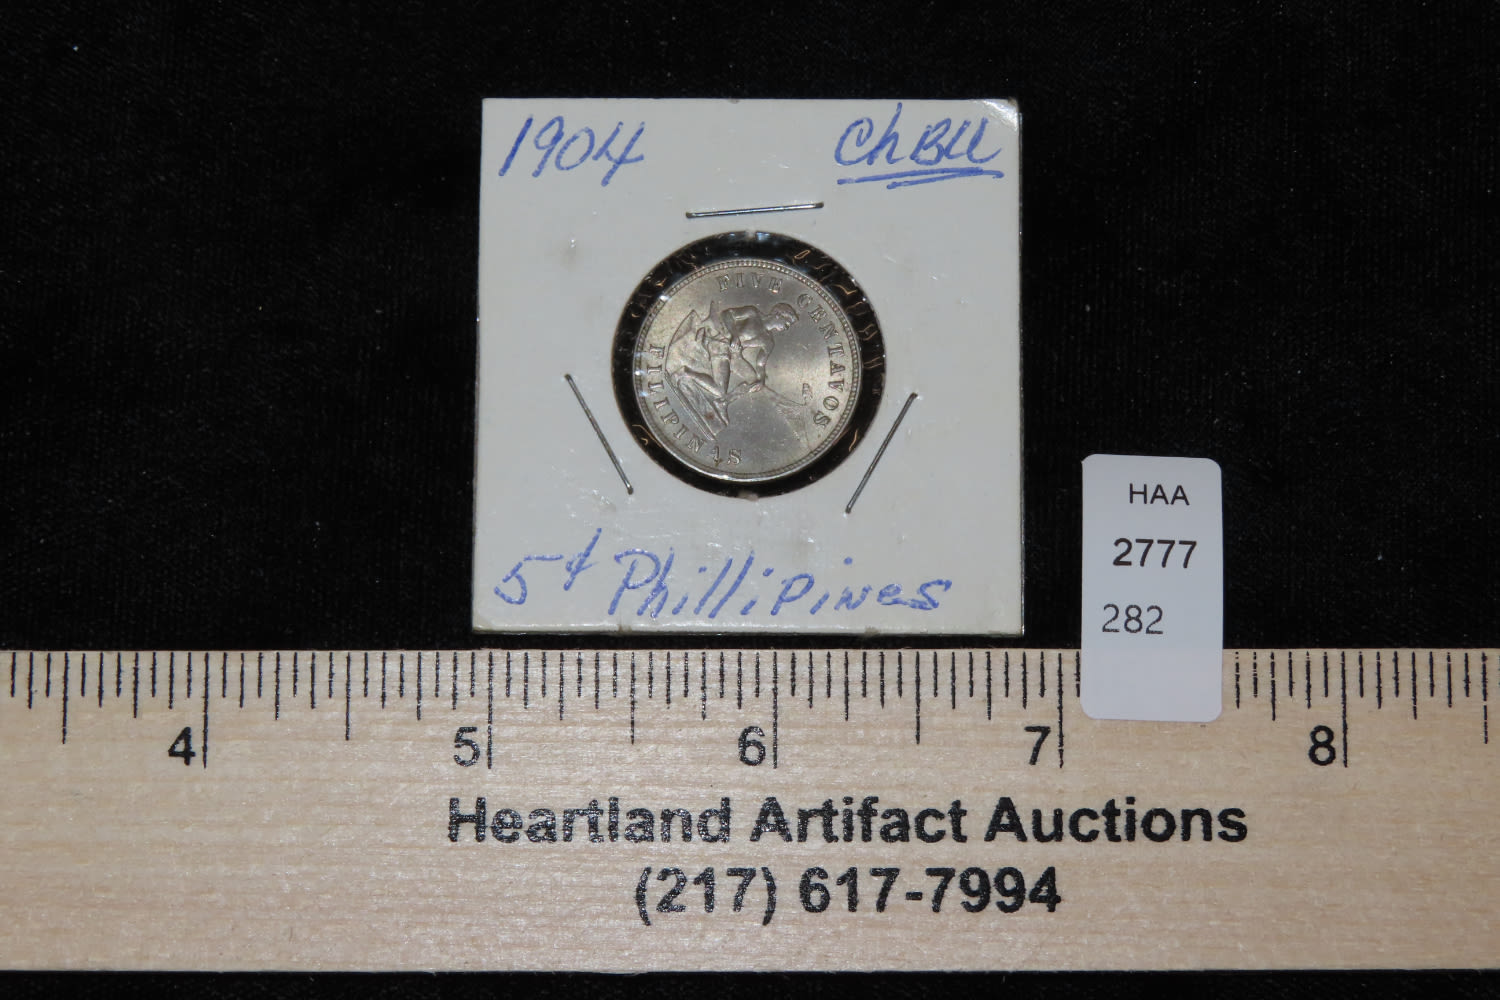 1904 ChBU
FIVE CENTAVOS
FILIPINAS
5¢ Phillipines
HAA
2777
282
4 5 6 7 8
Heartland Artifact Auctions
(217) 617-7994